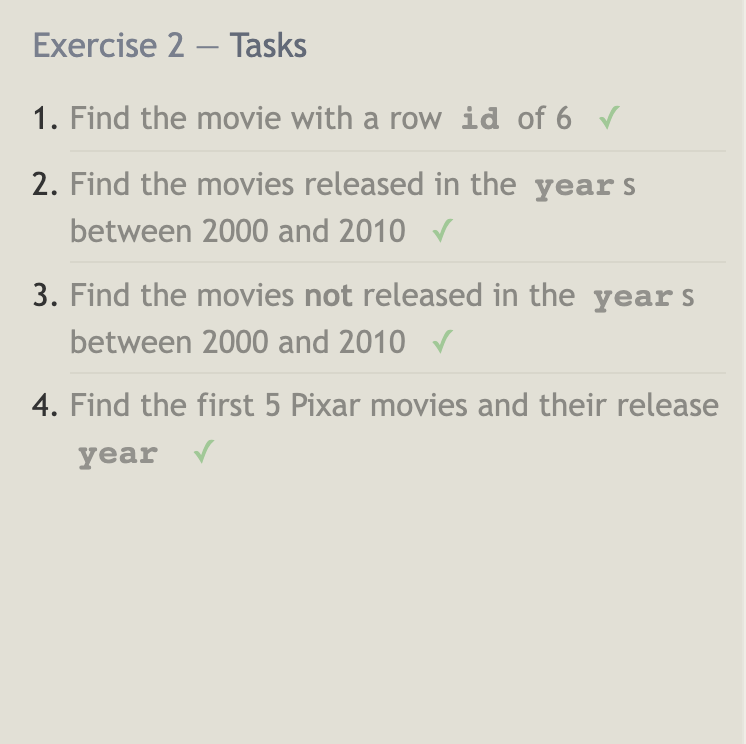 Exercise 2 — Tasks
1. Find the movie with a row id of 6 ✓
2. Find the movies released in the year s
between 2000 and 2010 ✓
3. Find the movies not released in the year s
between 2000 and 2010 ✓
4. Find the first 5 Pixar movies and their release
year ✓